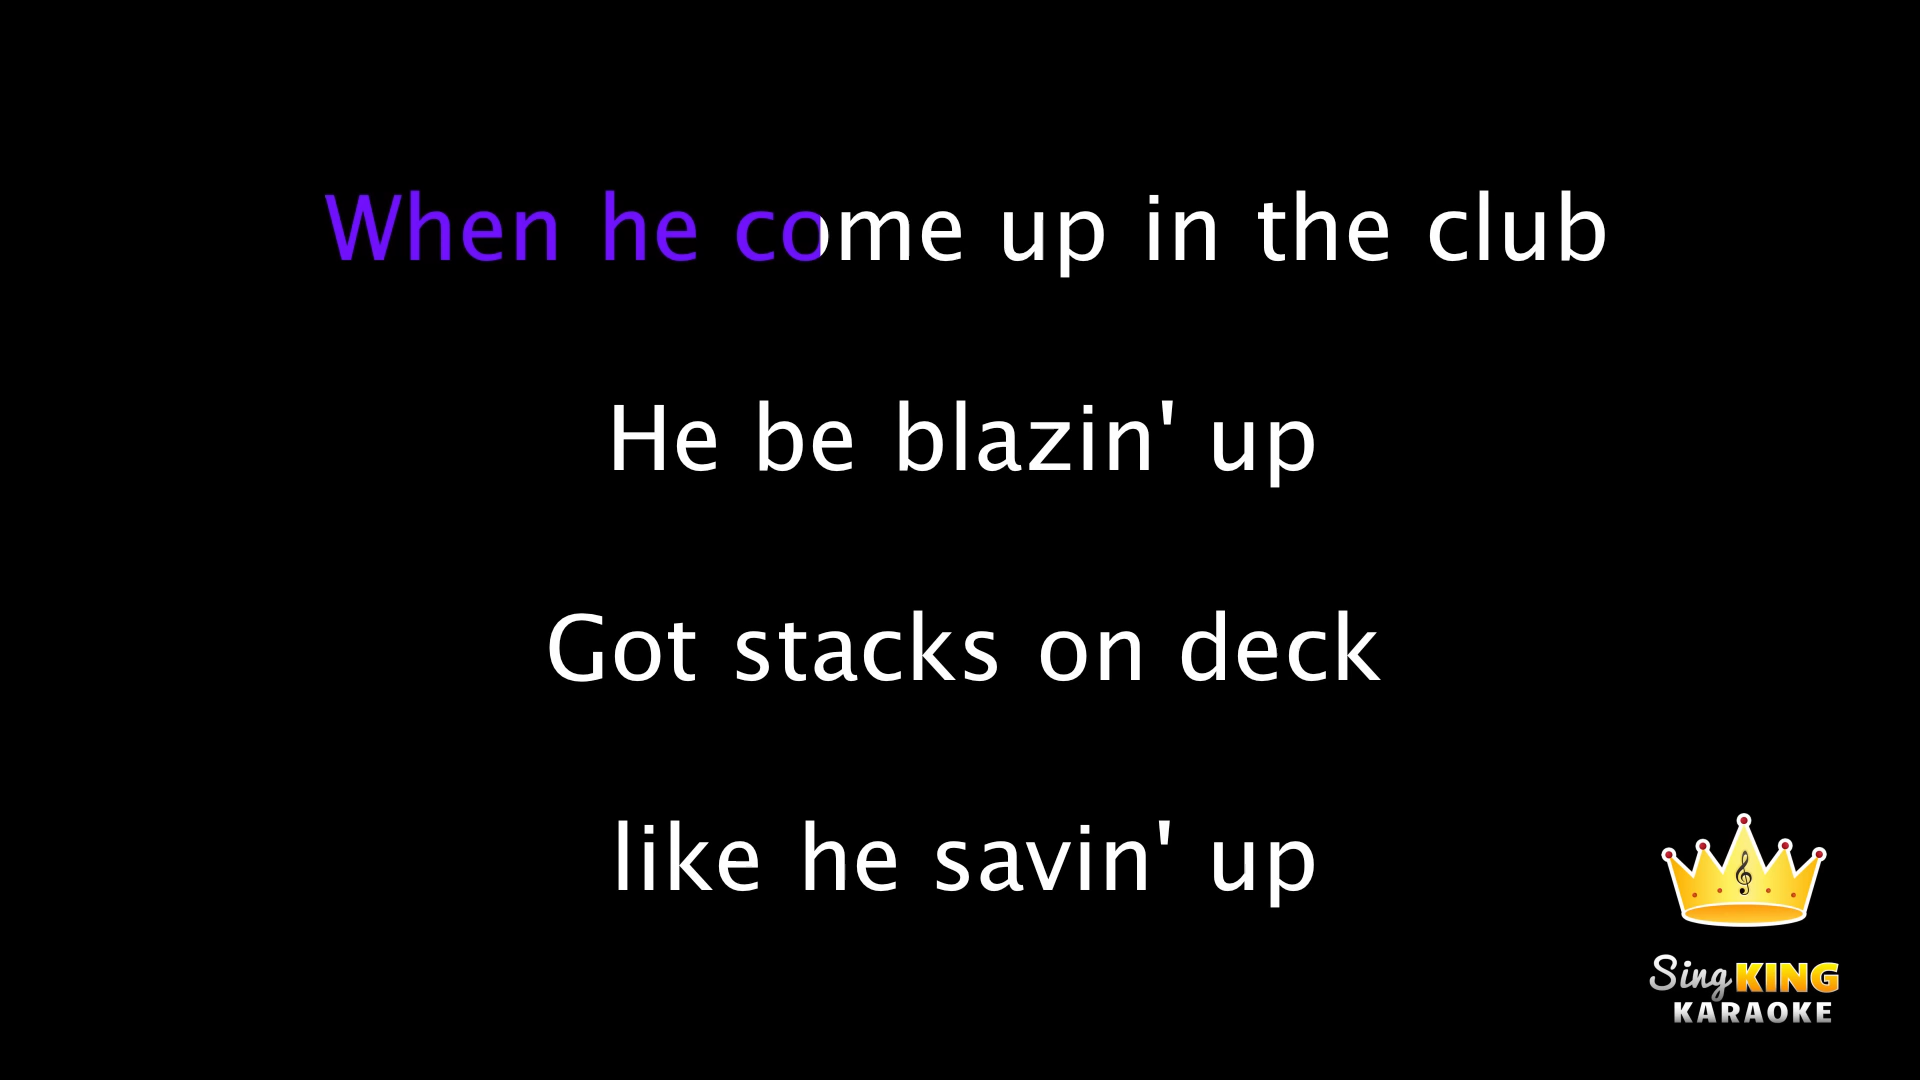 When he come up in the club
He be blazin' up
Got stacks on deck
like he savin' up
Sing KING
KARAOKE